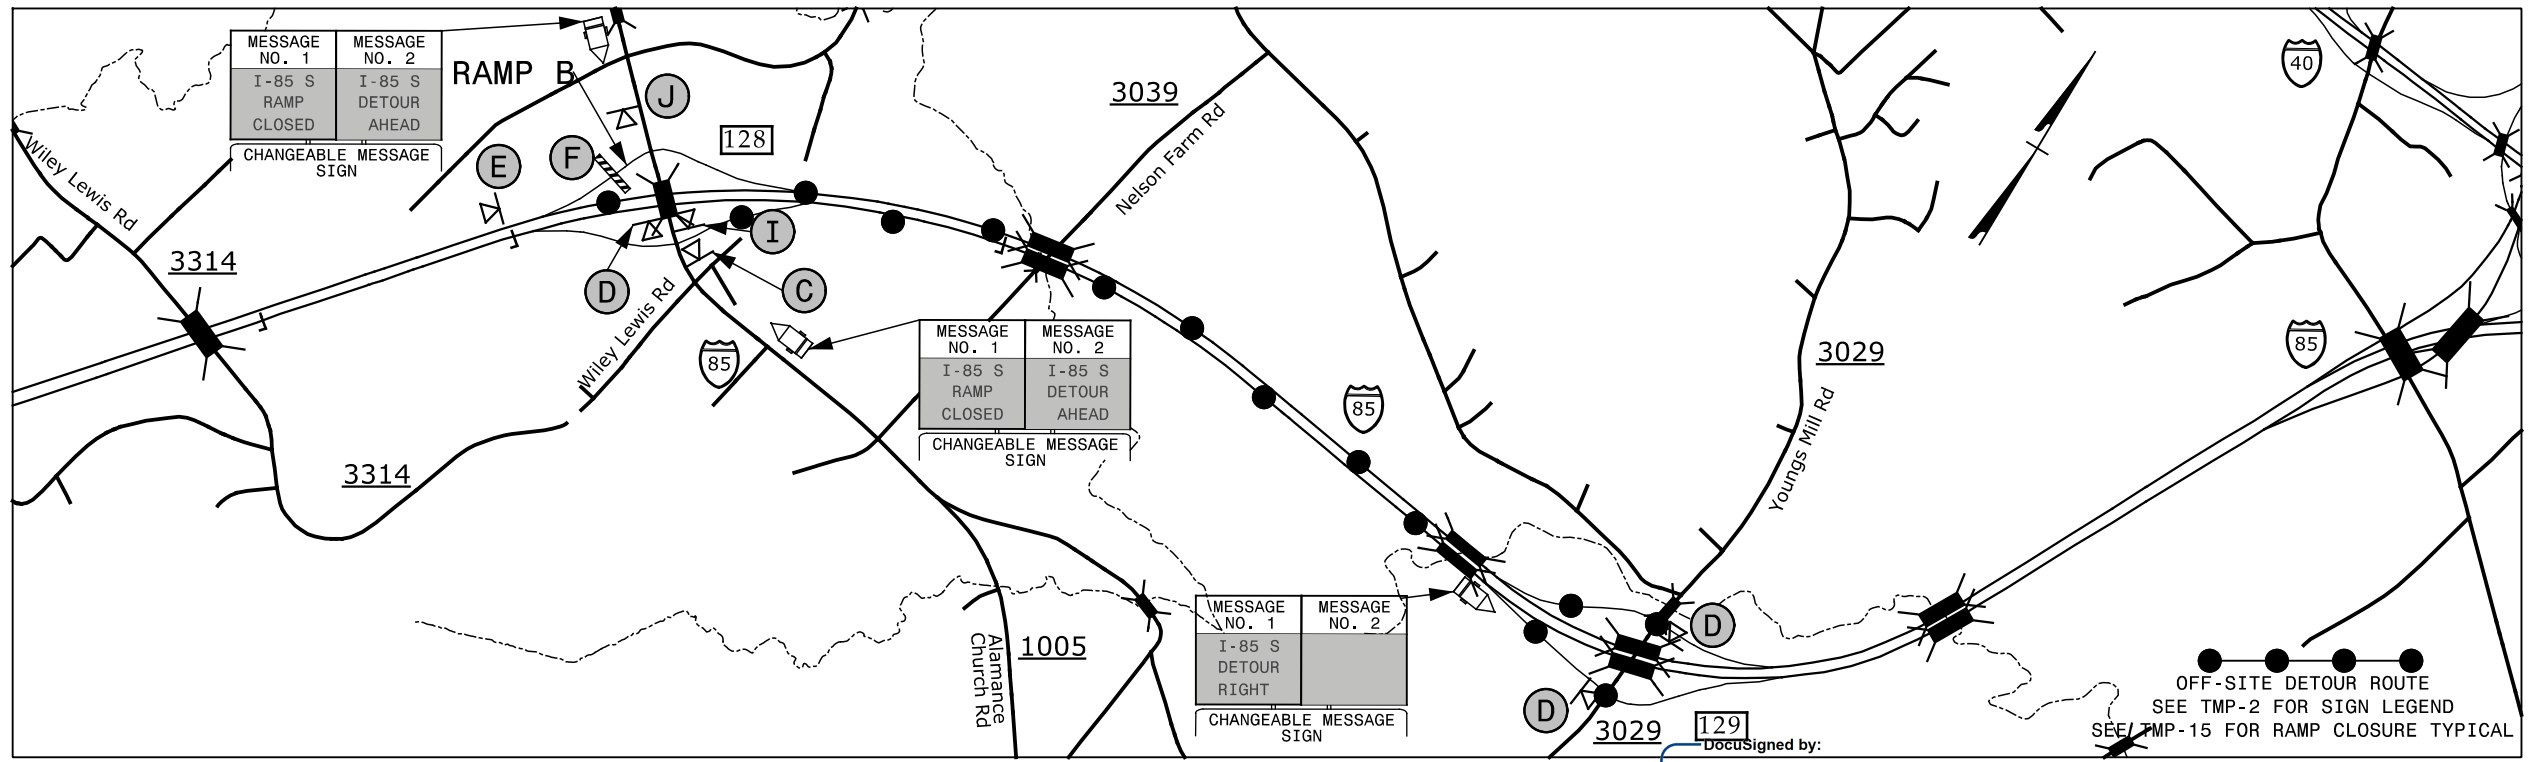 MESSAGE NO. 1
MESSAGE NO. 2
I-85 S RAMP CLOSED
I-85 S DETOUR AHEAD
CHANGEABLE MESSAGE SIGN
RAMP B
J
128
F
E
I
D
C
Wiley Lewis Rd
3314
Wiley Lewis Rd
85
3314
3039
Nelson Farm Rd
MESSAGE NO. 1
MESSAGE NO. 2
I-85 S RAMP CLOSED
I-85 S DETOUR AHEAD
CHANGEABLE MESSAGE SIGN
85
40
85
3029
Youngs Mill Rd
Alamance Church Rd
1005
MESSAGE NO. 1
MESSAGE NO. 2
I-85 S DETOUR RIGHT
CHANGEABLE MESSAGE SIGN
D
D
3029
129
DocuSigned by:
OFF-SITE DETOUR ROUTE
SEE TMP-2 FOR SIGN LEGEND
SEE TMP-15 FOR RAMP CLOSURE TYPICAL